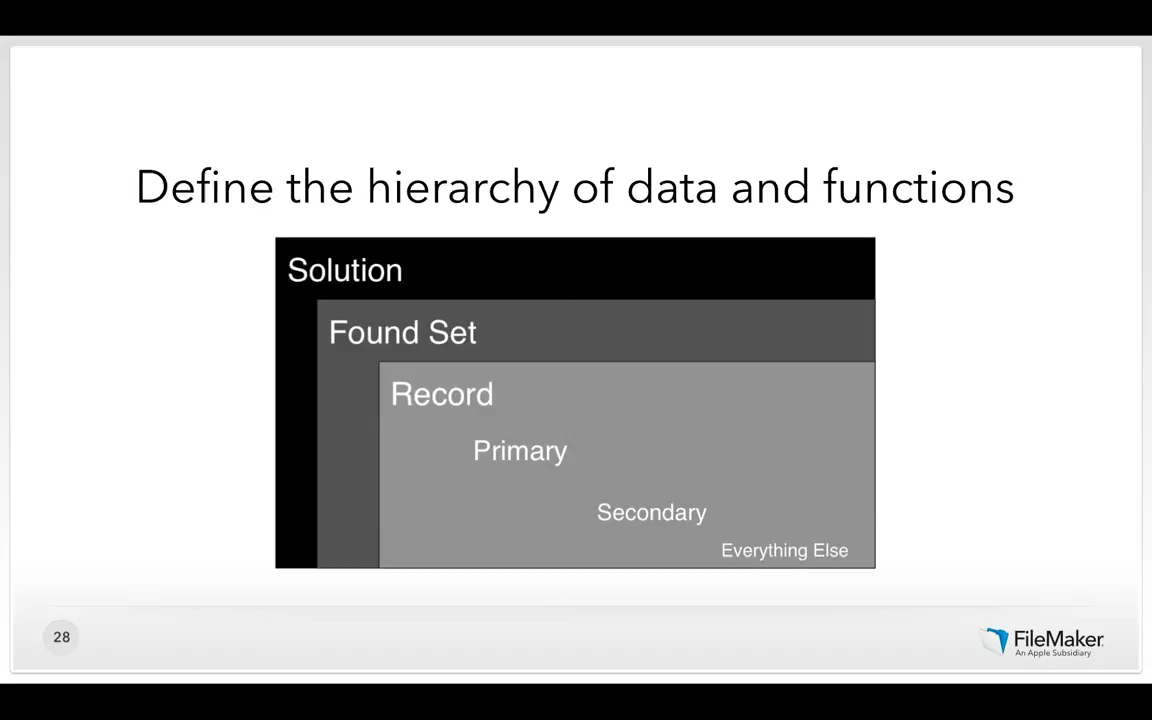 Define the hierarchy of data and functions
Solution
Found Set
Record
Primary
Secondary
Everything Else
28
FileMaker
An Apple Subsidiary